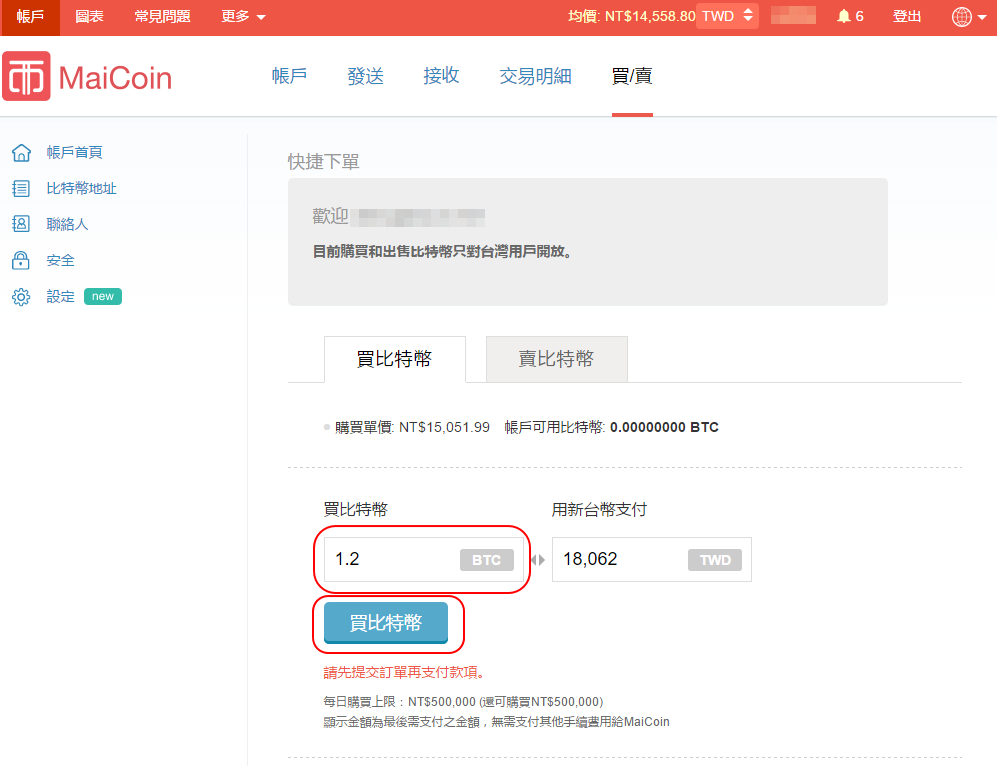 帳戶 圖表 常見問題 更多 均價: NT$14,558.80 TWD 6 登出
MaiCoin 帳戶 發送 接收 交易明細 買/賣
帳戶首頁
比特幣地址
聯絡人
安全
設定 new
快捷下單
歡迎
目前購買和出售比特幣只對台灣用戶開放。
買比特幣 賣比特幣
購買單價: NT$15,051.99 帳戶可用比特幣: 0.00000000 BTC
買比特幣 用新台幣支付
1.2 BTC 18,062 TWD
買比特幣
請先提交訂單再支付款項。
每日購買上限：NT$500,000 (還可購買NT$500,000)
顯示金額為最後需支付之金額，無需支付其他手續費用給MaiCoin